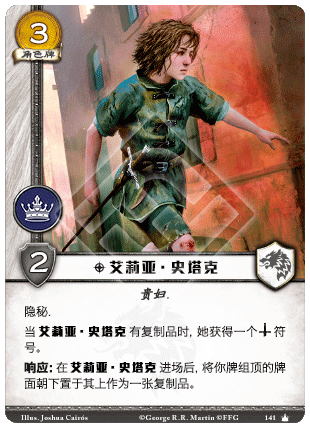 3
角色牌
2
艾莉亚·史塔克
贵妇.
隐秘.
当 艾莉亚·史塔克 有复制品时, 她获得一个 符
号。
响应: 在 艾莉亚·史塔克 进场后, 将你牌组顶的牌
面朝下置于其上作为一张复制品。
Illus. Joshua Cairós ©George R.R. Martin ©FFG 141